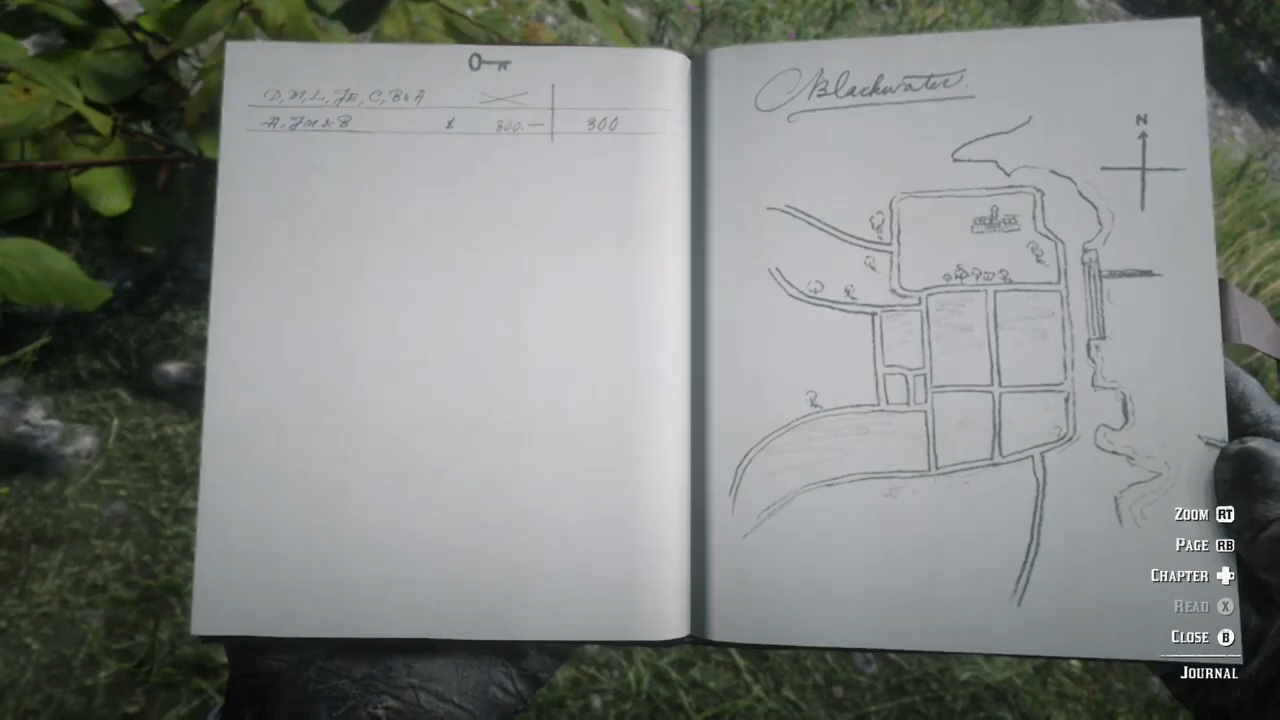 D, M, L, JE, C, B & A
A, JM & B $ 300.— 300
Blackwater.
N
ZOOM RT
PAGE RB
CHAPTER
READ X
CLOSE B
JOURNAL